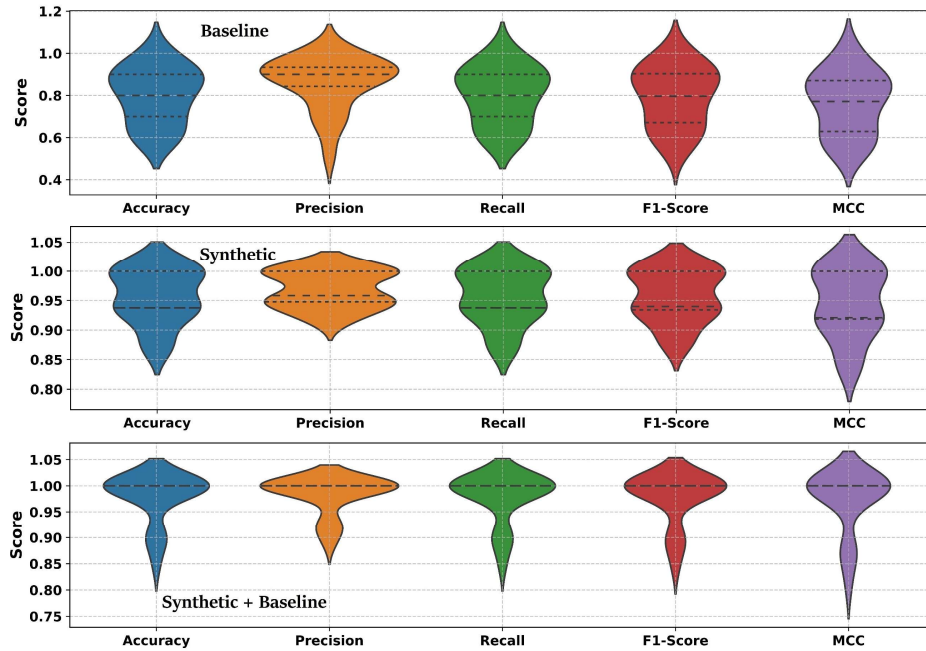 Baseline
Score
1.2
1.0
0.8
0.6
0.4
Accuracy Precision Recall F1-Score MCC
Synthetic
Score
1.05
1.00
0.95
0.90
0.85
0.80
Accuracy Precision Recall F1-Score MCC
Score
1.05
1.00
0.95
0.90
0.85
0.80
0.75
Synthetic + Baseline
Accuracy Precision Recall F1-Score MCC